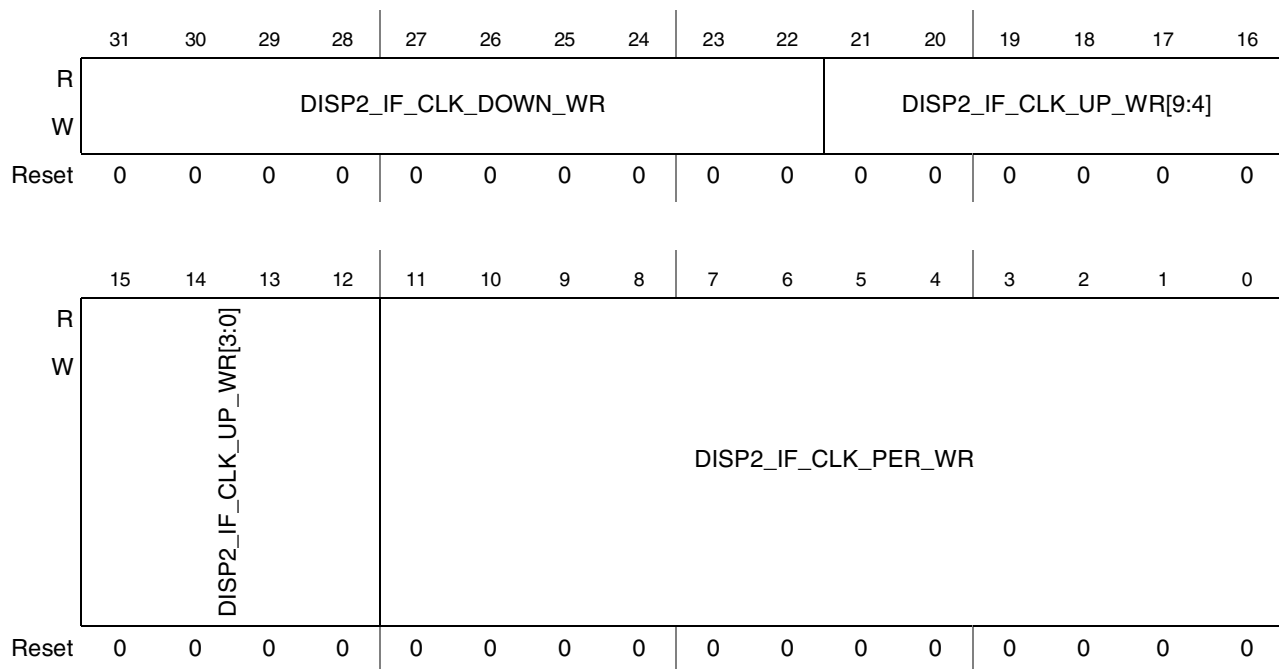 31 30 29 28 27 26 25 24 23 22 21 20 19 18 17 16
R
W
DISP2_IF_CLK_DOWN_WR DISP2_IF_CLK_UP_WR[9:4]
Reset 0 0 0 0 0 0 0 0 0 0 0 0 0 0 0 0
15 14 13 12 11 10 9 8 7 6 5 4 3 2 1 0
R
W
DISP2_IF_CLK_UP_WR[3:0]
DISP2_IF_CLK_PER_WR
Reset 0 0 0 0 0 0 0 0 0 0 0 0 0 0 0 0